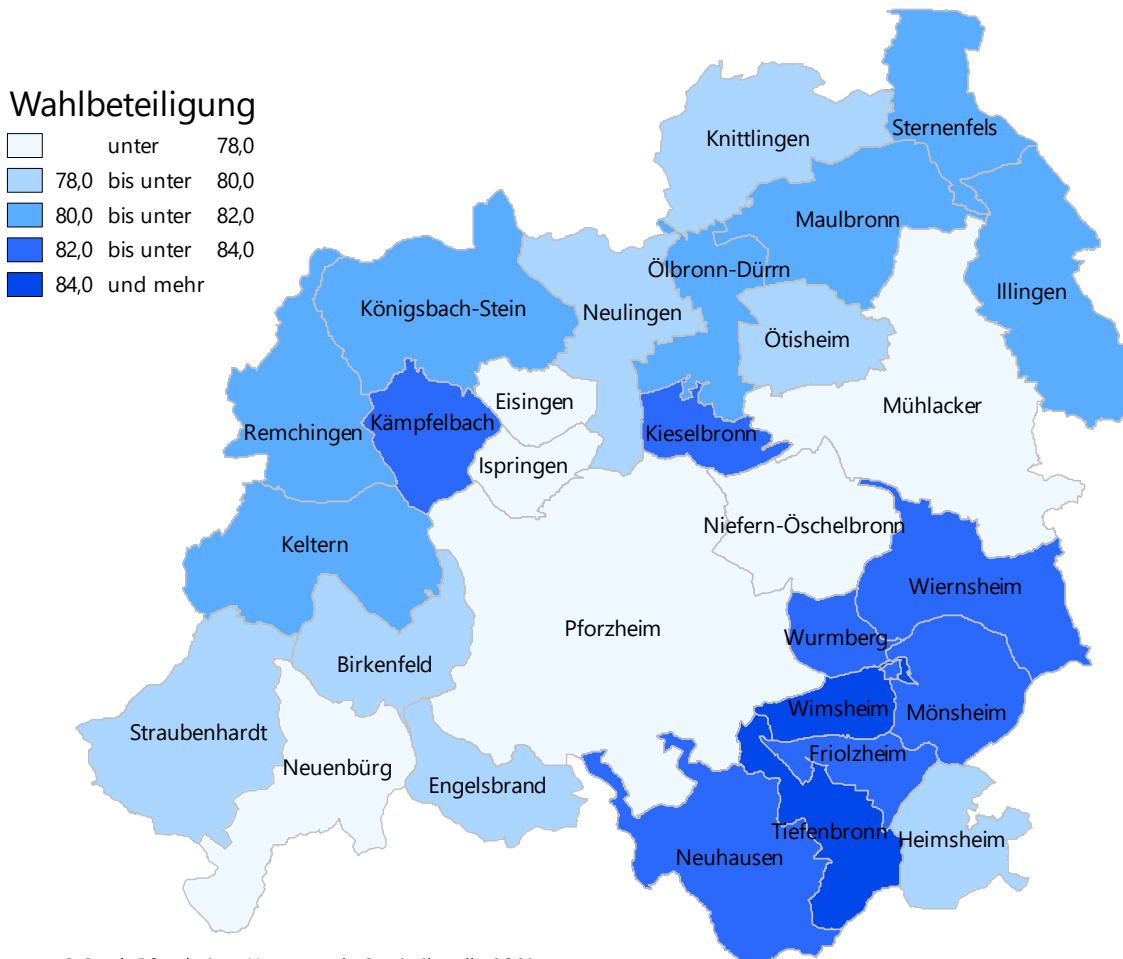 Wahlbeteiligung
unter 78,0
78,0 bis unter 80,0
80,0 bis unter 82,0
82,0 bis unter 84,0
84,0 und mehr
Knittlingen
Sternenfels
Maulbronn
Ölbronn-Dürrn
Illingen
Königsbach-Stein
Neulingen
Ötisheim
Eisingen
Mühlacker
Kämpfelbach
Remchingen
Kieselbronn
Ispringen
Niefern-Öschelbronn
Keltern
Wiernsheim
Pforzheim
Wurmberg
Birkenfeld
Wimsheim
Mönsheim
Straubenhardt
Friolzheim
Neuenbürg
Engelsbrand
Tiefenbronn
Heimsheim
Neuhausen